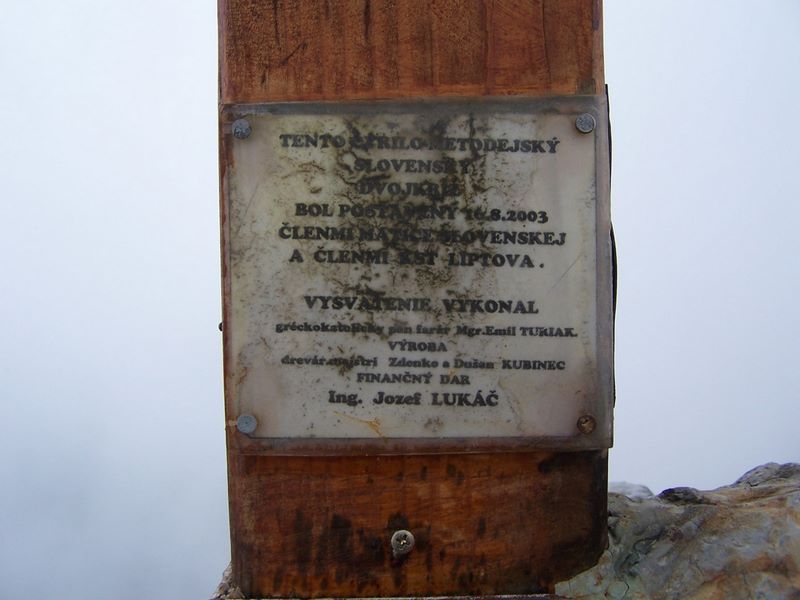 TENTO CYRILO-METODEJSKÝ
SLOVENSKÝ
DVOJKRÍŽ
BOL POSTAVENÝ 16.8.2003
ČLENMI MATICE SLOVENSKEJ
A ČLENMI KST LIPTOVA.
VYSVÄTENIE VYKONAL
gréckokatolícky pán farár Mgr.Emil TURIAK.
VÝROBA
drevár.majstri Zdenko a Dušan KUBINEC
FINANČNÝ DAR
Ing. Jozef LUKÁČ